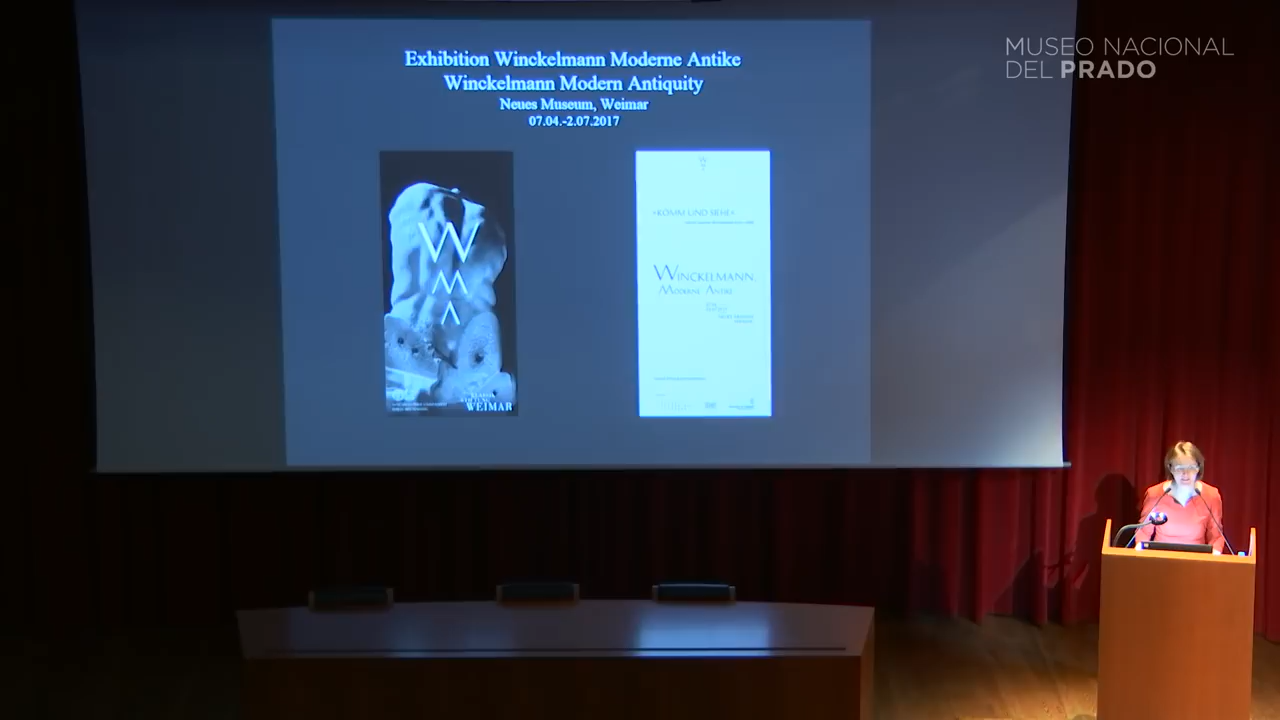 Exhibition Winckelmann Moderne Antike
Winckelmann Modern Antiquity
Neues Museum, Weimar
07.04.-2.07.2017
MUSEO NACIONAL
DEL PRADO
W
M
A
WEIMAR
W
KOMM UND SIEHE
WINCKELMANN.
MODERNE ANTIKE